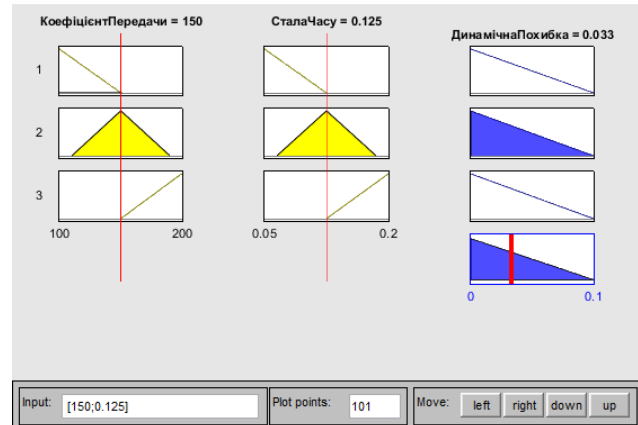 КоефіцієнтПередачи = 150
СталаЧасу = 0.125
ДинамічнаПохибка = 0.033
1
2
3
100 200
0.05 0.2
0 0.1
Input: [150;0.125]
Plot points: 101
Move: left right down up